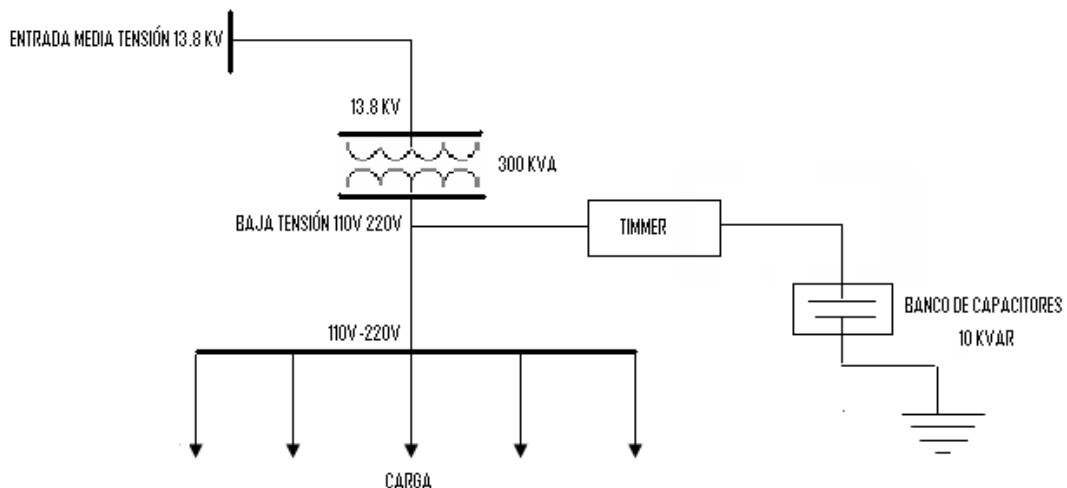 ENTRADA MEDIA TENSIÓN 13.8 KV
13.8 KV
300 KVA
BAJA TENSIÓN 110V 220V
TIMMER
BANCO DE CAPACITORES
10 KVAR
110V -220V
CARGA